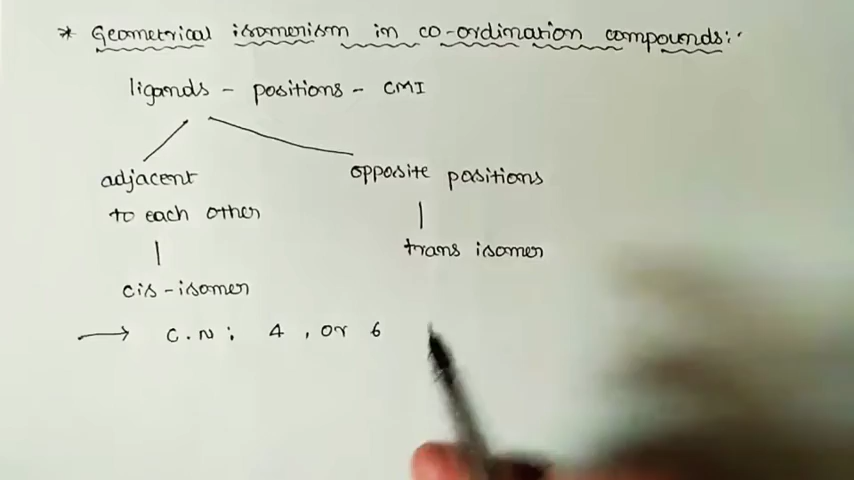 * Geometrical isomerism in co-ordination compounds:-
ligands - positions - CMI
adjacent
to each other
cis-isomer
opposite positions
trans isomer
→ C.N: 4, or 6